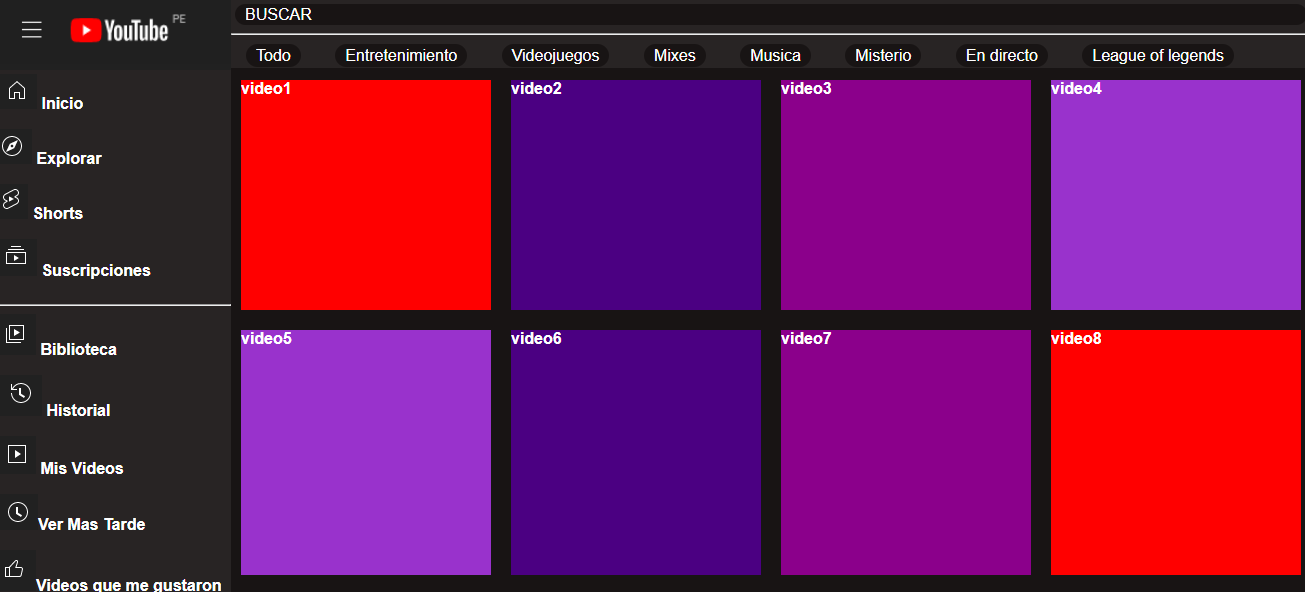 YouTube PE
BUSCAR
Todo Entretenimiento Videojuegos Mixes Musica Misterio En directo League of legends
Inicio
Explorar
Shorts
Suscripciones
Biblioteca
Historial
Mis Videos
Ver Mas Tarde
Videos que me gustaron
video1 video2 video3 video4
video5 video6 video7 video8